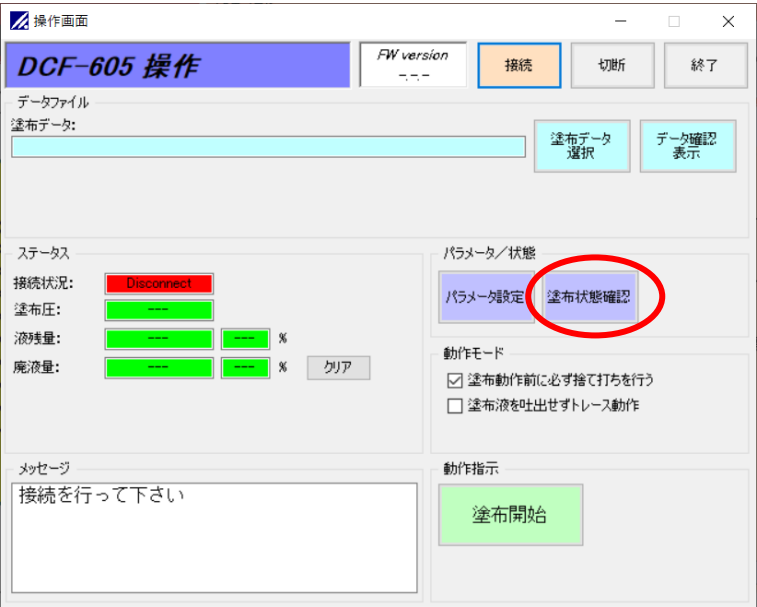 操作画面
DCF-605 操作
FW version
-.-.-
接続
切断
終了
データファイル
塗布データ:
塗布データ
選択
データ確認
表示
ステータス
接続状況:
Disconnect
塗布圧:
---
液残量:
---
---
%
廃液量:
---
---
%
クリア
パラメータ/状態
パラメータ設定
塗布状態確認
動作モード
塗布動作前に必ず捨て打ちを行う
塗布液を吐出せずトレース動作
メッセージ
接続を行って下さい
動作指示
塗布開始